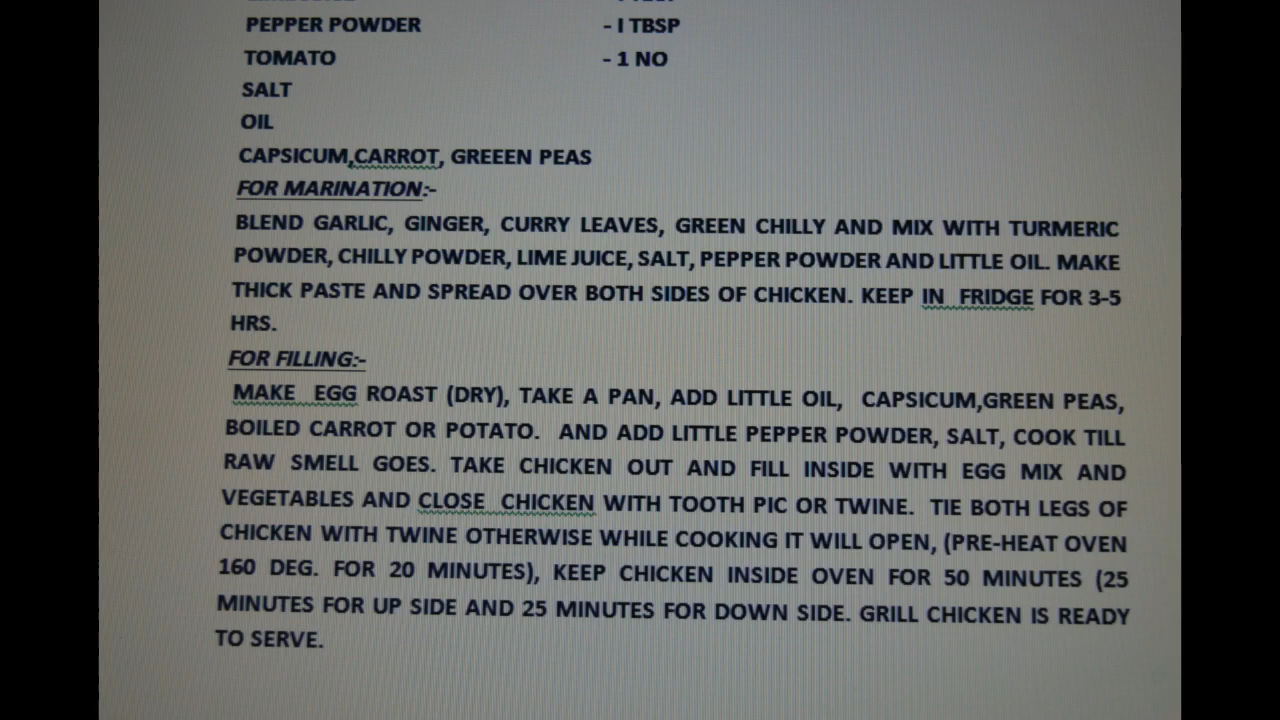 PEPPER POWDER - I TBSP
TOMATO - 1 NO
SALT
OIL
CAPSICUM,CARROT, GREEEN PEAS
FOR MARINATION:-
BLEND GARLIC, GINGER, CURRY LEAVES, GREEN CHILLY AND MIX WITH TURMERIC
POWDER, CHILLY POWDER, LIME JUICE, SALT, PEPPER POWDER AND LITTLE OIL. MAKE
THICK PASTE AND SPREAD OVER BOTH SIDES OF CHICKEN. KEEP IN FRIDGE FOR 3-5
HRS.
FOR FILLING:-
MAKE EGG ROAST (DRY), TAKE A PAN, ADD LITTLE OIL, CAPSICUM,GREEN PEAS,
BOILED CARROT OR POTATO. AND ADD LITTLE PEPPER POWDER, SALT, COOK TILL
RAW SMELL GOES. TAKE CHICKEN OUT AND FILL INSIDE WITH EGG MIX AND
VEGETABLES AND CLOSE CHICKEN WITH TOOTH PIC OR TWINE. TIE BOTH LEGS OF
CHICKEN WITH TWINE OTHERWISE WHILE COOKING IT WILL OPEN, (PRE-HEAT OVEN
160 DEG. FOR 20 MINUTES), KEEP CHICKEN INSIDE OVEN FOR 50 MINUTES (25
MINUTES FOR UP SIDE AND 25 MINUTES FOR DOWN SIDE. GRILL CHICKEN IS READY
TO SERVE.